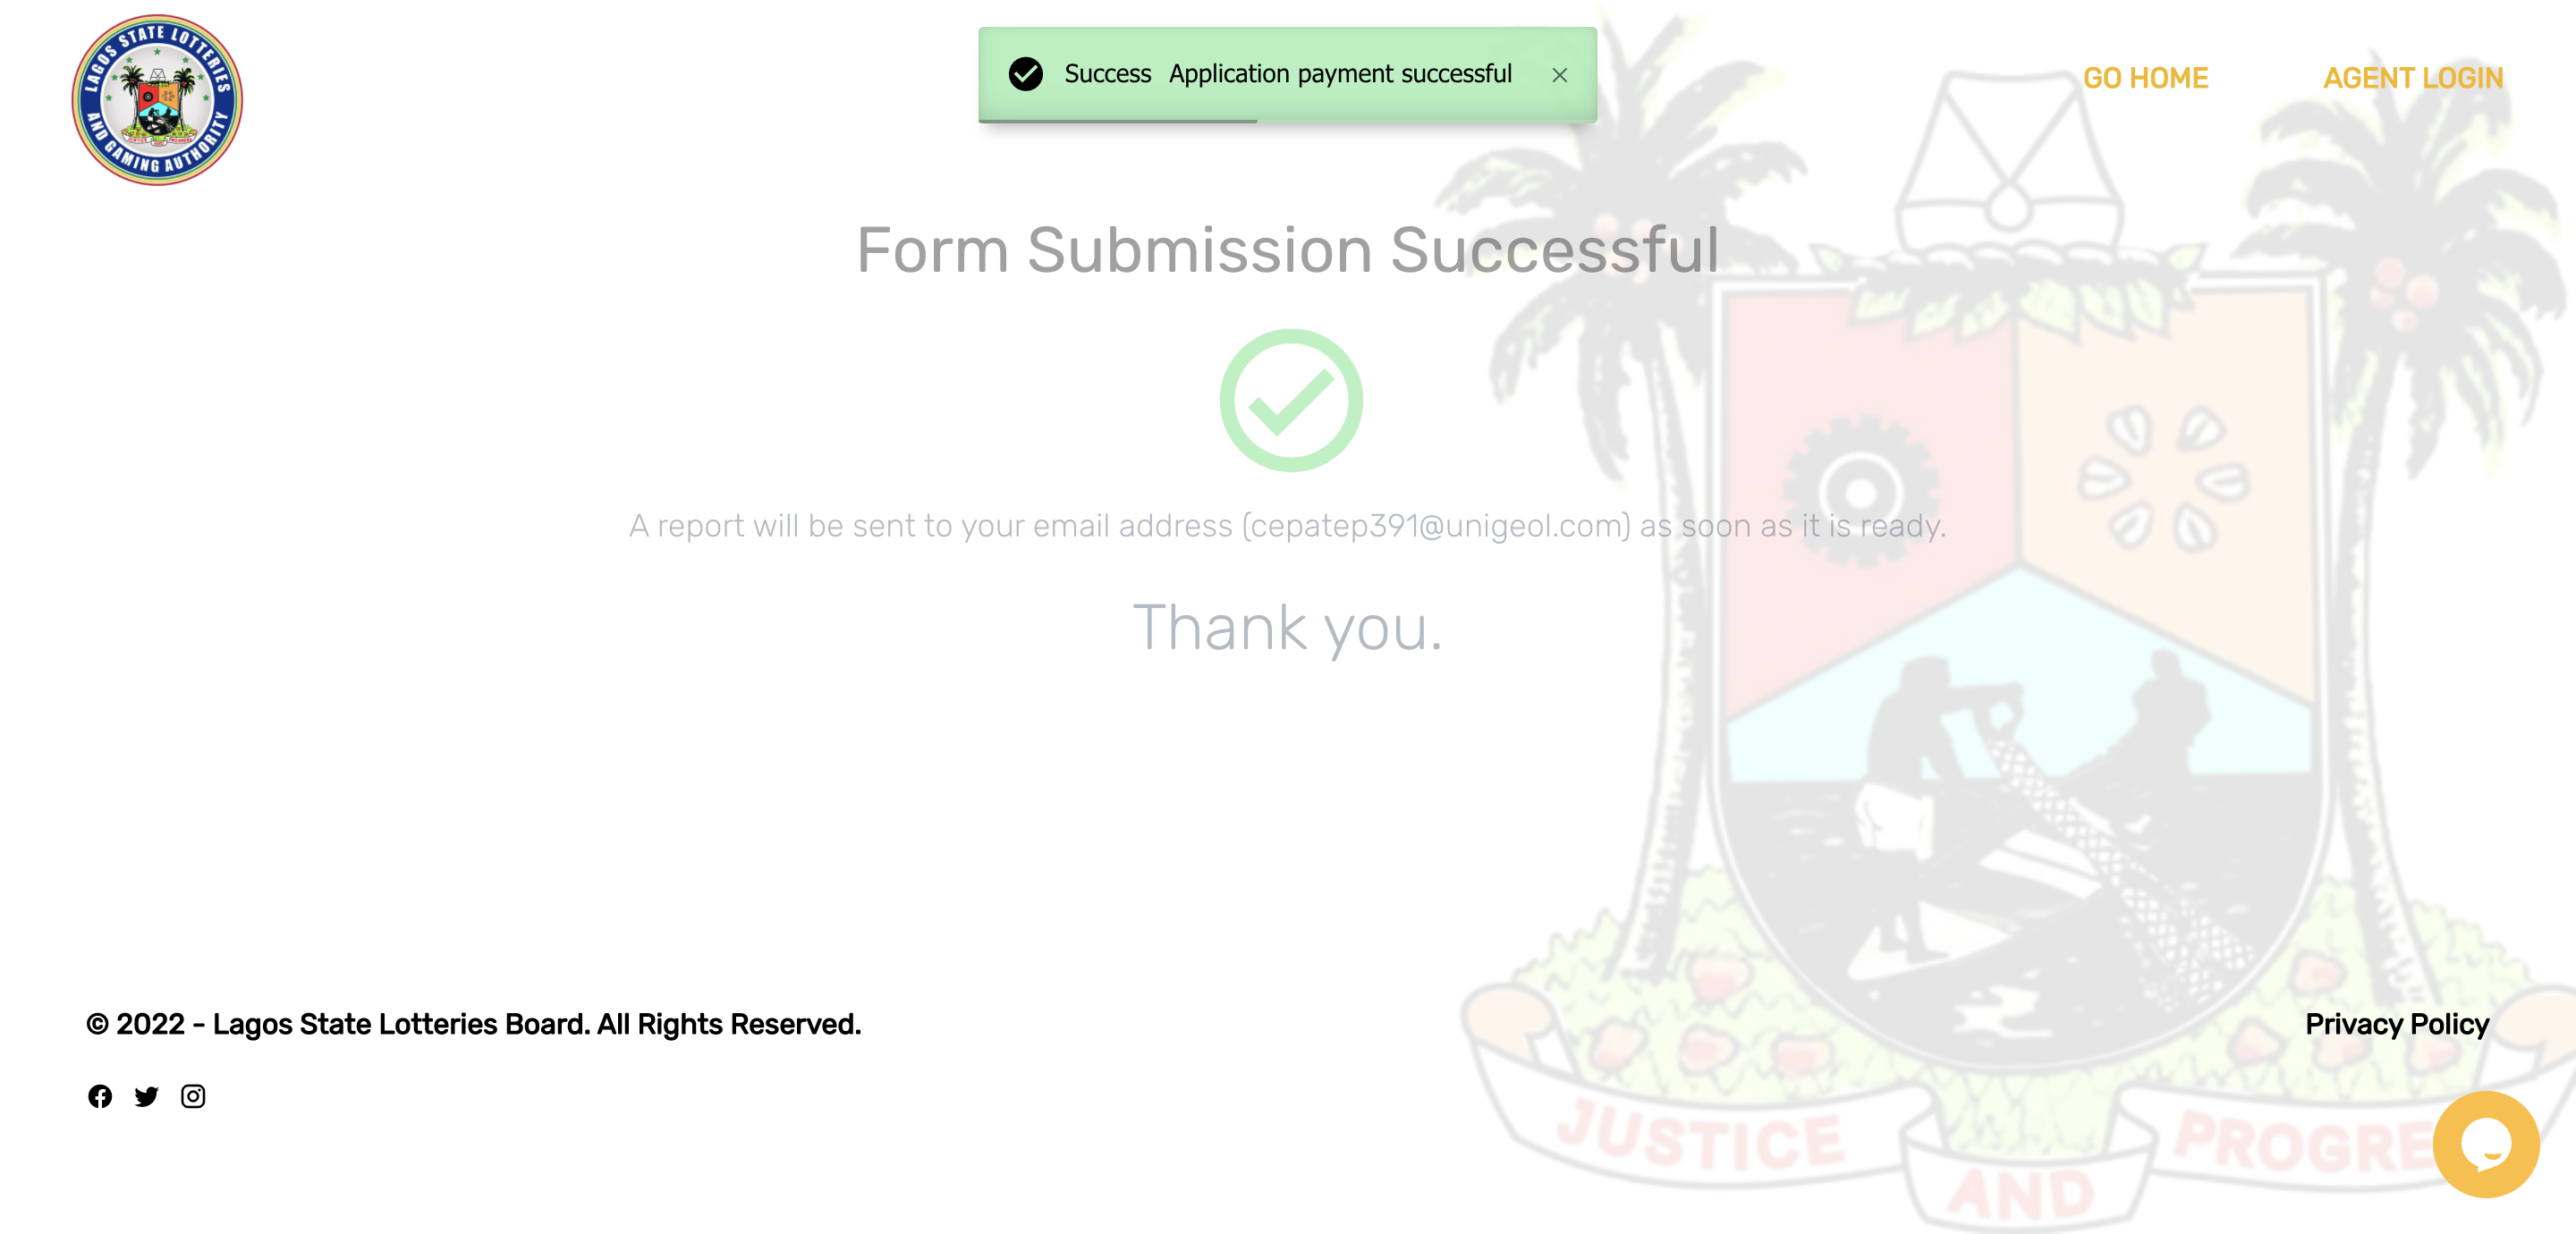 LAGOS STATE LOTTERIES
AND GAMING AUTHORITY
Success Application payment successful
GO HOME
AGENT LOGIN
Form Submission Successful
A report will be sent to your email address (cepatep391@unigeol.com) as soon as it is ready.
Thank you.
© 2022 - Lagos State Lotteries Board. All Rights Reserved.
Privacy Policy
JUSTICE
AND
PROGRE